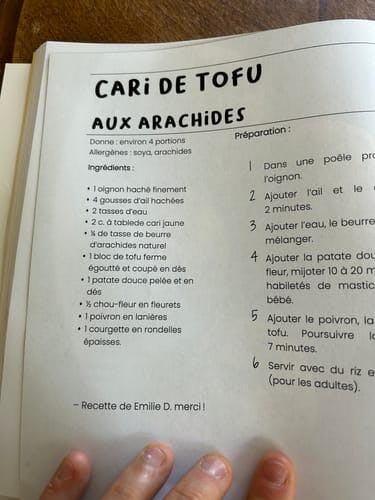 CARI DE TOFU
AUX ARACHIDES
Donne : environ 4 portions
Allergènes : soya, arachides
Ingrédients :
• 1 oignon haché finement
• 4 gousses d'ail hachées
• 2 tasses d'eau
• 2 c. à tablede cari jaune
• ¼ de tasse de beurre
d'arachides naturel
• 1 bloc de tofu ferme
égoutté et coupé en dés
• 1 patate douce pelée et en
dés
• ½ chou-fleur en fleurets
• 1 poivron en lanières
• 1 courgette en rondelles
épaisses.
– Recette de Emilie D. merci !
Préparation :
1 Dans une poêle
l'oignon.
2 Ajouter l'ail et le
2 minutes.
3 Ajouter l'eau, le beurre
mélanger.
4 Ajouter la patate
fleur, mijoter 10 à 20
habiletés de
bébé.
5 Ajouter le poivron, la
tofu. Poursuivre
7 minutes.
6 Servir avec du riz
(pour les adultes).